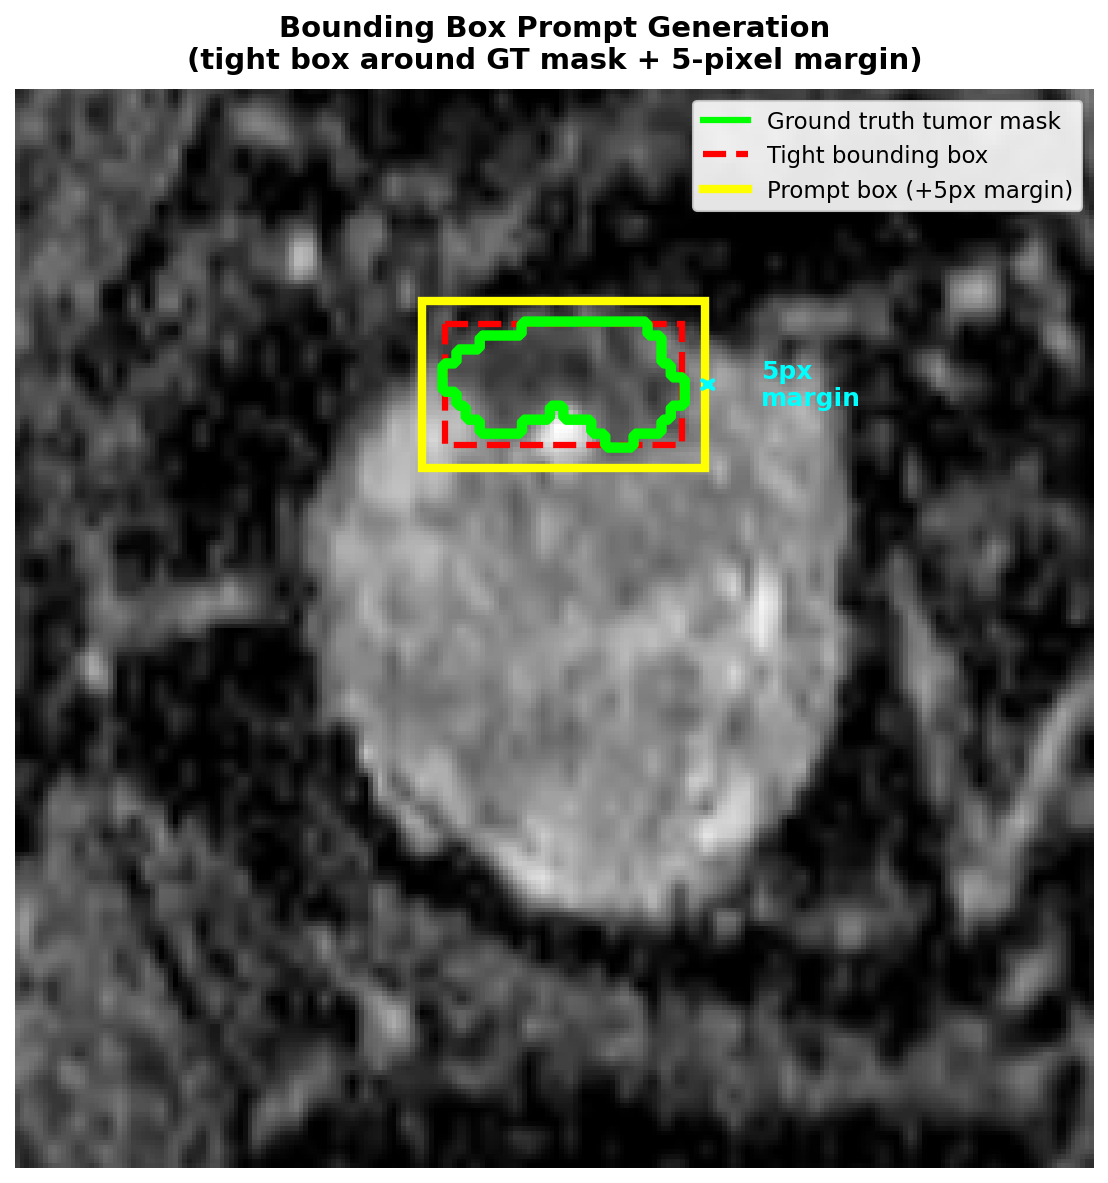 Bounding Box Prompt Generation
(tight box around GT mask + 5-pixel margin)
Ground truth tumor mask
Tight bounding box
Prompt box (+5px margin)
5px
margin